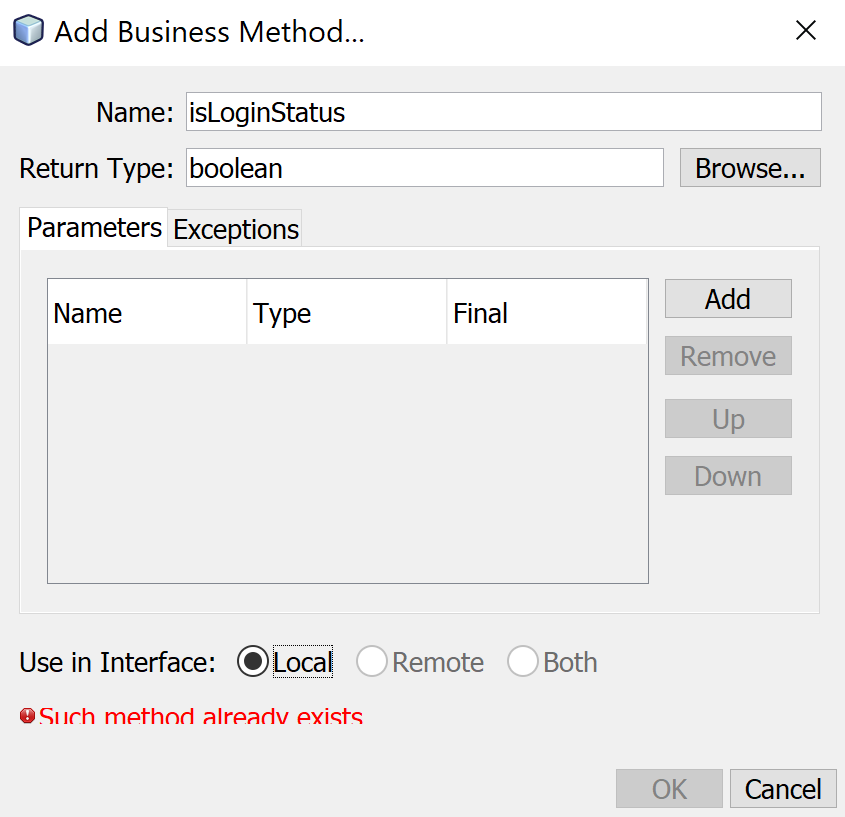 Add Business Method...
Name: isLoginStatus
Return Type: boolean Browse...
Parameters Exceptions
Name Type Final
Add
Remove
Up
Down
Use in Interface: Local Remote Both
Such method already exists
OK Cancel